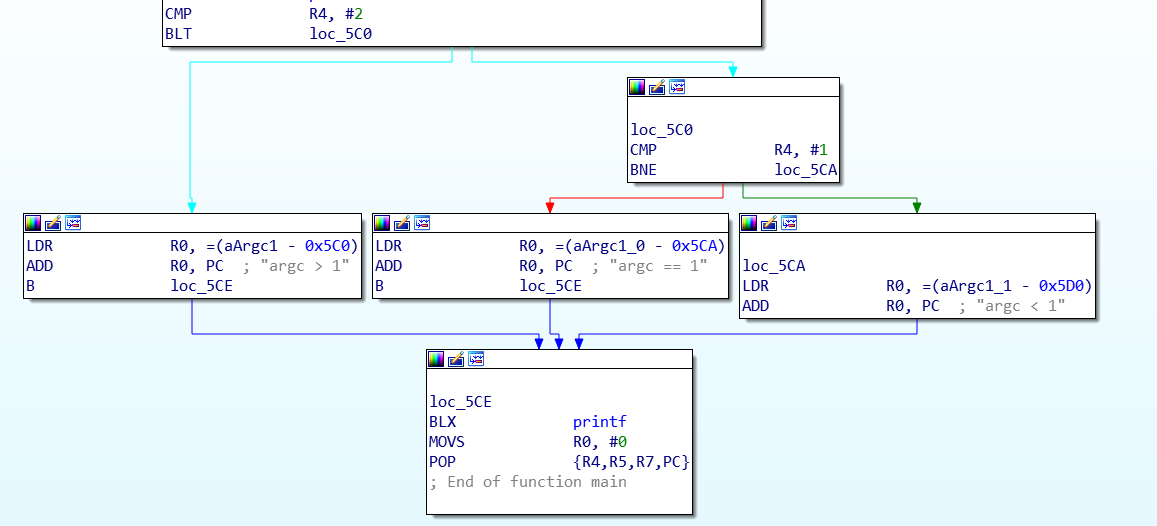 CMP R4, #2
BLT loc_5C0
loc_5C0
CMP R4, #1
BNE loc_5CA
LDR R0, =(aArgc1 - 0x5C0)
ADD R0, PC ; "argc > 1"
B loc_5CE
LDR R0, =(aArgc1_0 - 0x5CA)
ADD R0, PC ; "argc == 1"
B loc_5CE
loc_5CA
LDR R0, =(aArgc1_1 - 0x5D0)
ADD R0, PC ; "argc < 1"
loc_5CE
BLX printf
MOVS R0, #0
POP {R4,R5,R7,PC}
; End of function main